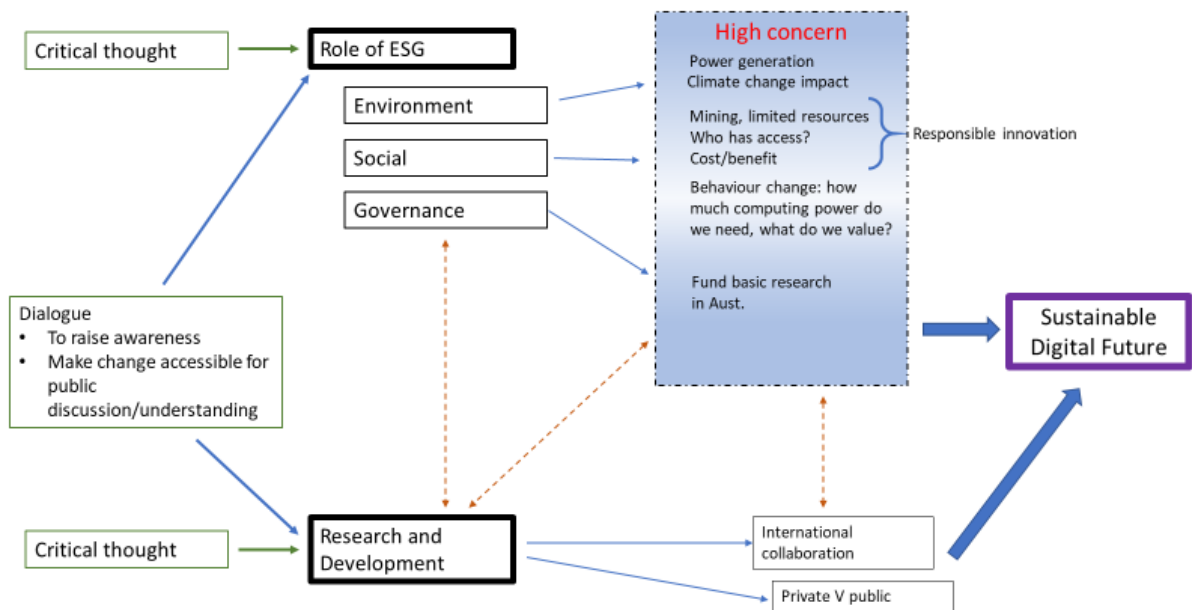 Critical thought
Role of ESG
Environment
Social
Governance
High concern
Power generation
Climate change impact
Mining, limited resources
Who has access?
Cost/benefit
Responsible innovation
Behaviour change: how
much computing power do
we need, what do we value?
Fund basic research
in Aust.
Dialogue
• To raise awareness
• Make change accessible for
public
discussion/understanding
Sustainable
Digital Future
Critical thought
Research and
Development
International
collaboration
Private V public